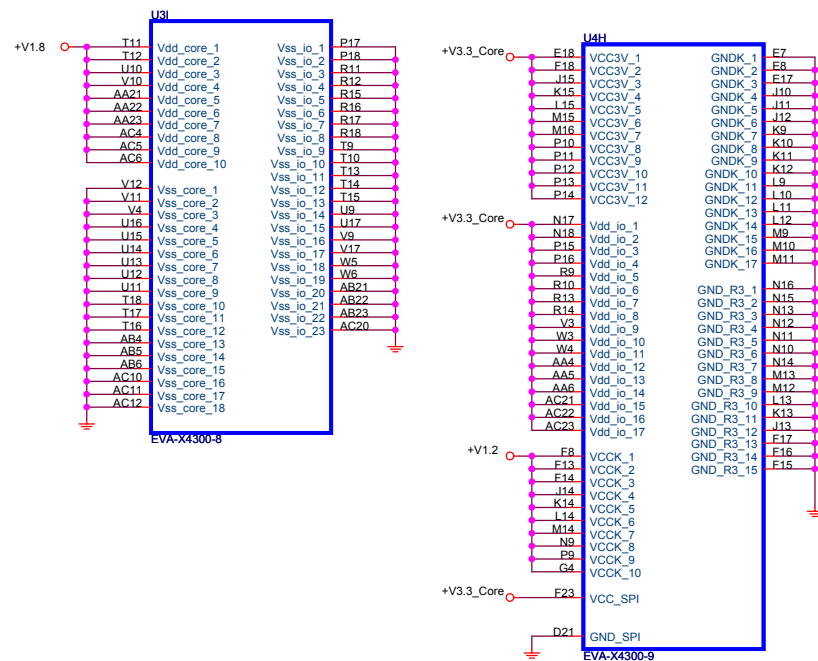 U3I
+V1.8
T11 Vdd_core_1 Vss_io_1 P17
T12 Vdd_core_2 Vss_io_2 P18
U10 Vdd_core_3 Vss_io_3 R11
V10 Vdd_core_4 Vss_io_4 R12
AA21 Vdd_core_5 Vss_io_5 R15
AA22 Vdd_core_6 Vss_io_6 R16
AA23 Vdd_core_7 Vss_io_7 R17
AC4 Vdd_core_8 Vss_io_8 R18
AC5 Vdd_core_9 Vss_io_9 T9
AC6 Vdd_core_10 Vss_io_10 T10
Vss_io_11 T13
V12 Vss_core_1 Vss_io_12 T14
V11 Vss_core_2 Vss_io_13 T15
V4 Vss_core_3 Vss_io_14 U9
U16 Vss_core_4 Vss_io_15 U17
U15 Vss_core_5 Vss_io_16 V9
U14 Vss_core_6 Vss_io_17 V17
U13 Vss_core_7 Vss_io_18 W5
U12 Vss_core_8 Vss_io_19 W6
U11 Vss_core_9 Vss_io_20 AB21
T18 Vss_core_10 Vss_io_21 AB22
T17 Vss_core_11 Vss_io_22 AB23
T16 Vss_core_12 Vss_io_23 AC20
AB4 Vss_core_13
AB5 Vss_core_14
AB6 Vss_core_15
AC10 Vss_core_16
AC11 Vss_core_17
AC12 Vss_core_18
EVA-X4300-8
U4H
+V3.3_Core
E18 VCC3V_1 GNDK_1 E7
F18 VCC3V_2 GNDK_2 E8
J15 VCC3V_3 GNDK_3 E17
K15 VCC3V_4 GNDK_4 J10
L15 VCC3V_5 GNDK_5 J11
M15 VCC3V_6 GNDK_6 J12
M16 VCC3V_7 GNDK_7 K9
P10 VCC3V_8 GNDK_8 K10
P11 VCC3V_9 GNDK_9 K11
P12 VCC3V_10 GNDK_10 K12
P13 VCC3V_11 GNDK_11 L9
P14 VCC3V_12 GNDK_12 L10
GNDK_13 L11
+V3.3_Core
N17 Vdd_io_1 GNDK_14 L12
N18 Vdd_io_2 GNDK_15 M9
P15 Vdd_io_3 GNDK_16 M10
P16 Vdd_io_4 GNDK_17 M11
R9 Vdd_io_5
R10 Vdd_io_6 GND_R3_1 N16
R13 Vdd_io_7 GND_R3_2 N15
R14 Vdd_io_8 GND_R3_3 N13
V3 Vdd_io_9 GND_R3_4 N12
W3 Vdd_io_10 GND_R3_5 N11
W4 Vdd_io_11 GND_R3_6 N10
AA4 Vdd_io_12 GND_R3_7 N14
AA5 Vdd_io_13 GND_R3_8 M13
AA6 Vdd_io_14 GND_R3_9 M12
AC21 Vdd_io_15 GND_R3_10 L13
AC22 Vdd_io_16 GND_R3_11 K13
AC23 Vdd_io_17 GND_R3_12 J13
GND_R3_13 F17
+V1.2
F8 VCCK_1 GND_R3_14 F16
F13 VCCK_2 GND_R3_15 F15
F14 VCCK_3
J14 VCCK_4
K14 VCCK_5
L14 VCCK_6
M14 VCCK_7
N9 VCCK_8
P9 VCCK_9
G4 VCCK_10
+V3.3_Core
F23 VCC_SPI
D21 GND_SPI
EVA-X4300-9